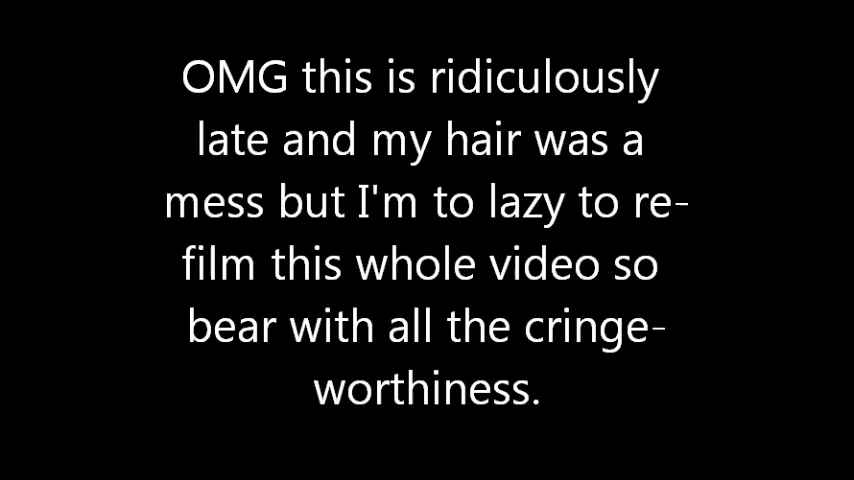 OMG this is ridiculously
late and my hair was a
mess but I'm to lazy to re-
film this whole video so
bear with all the cringe-
worthiness.